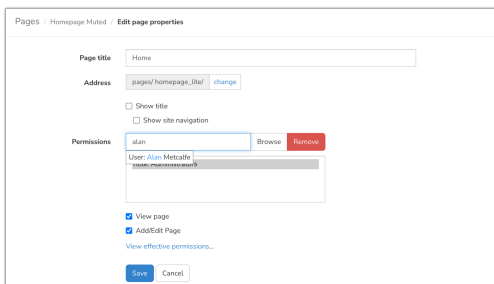 Pages / Homepage Muted / Edit page properties
Page title Home
Address pages/ homepage_lite/ change
Show title
Show site navigation
Permissions alan Browse Remove
User: Alan Metcalfe
Role: Administrators
View page
Add/Edit Page
View effective permissions...
Save Cancel